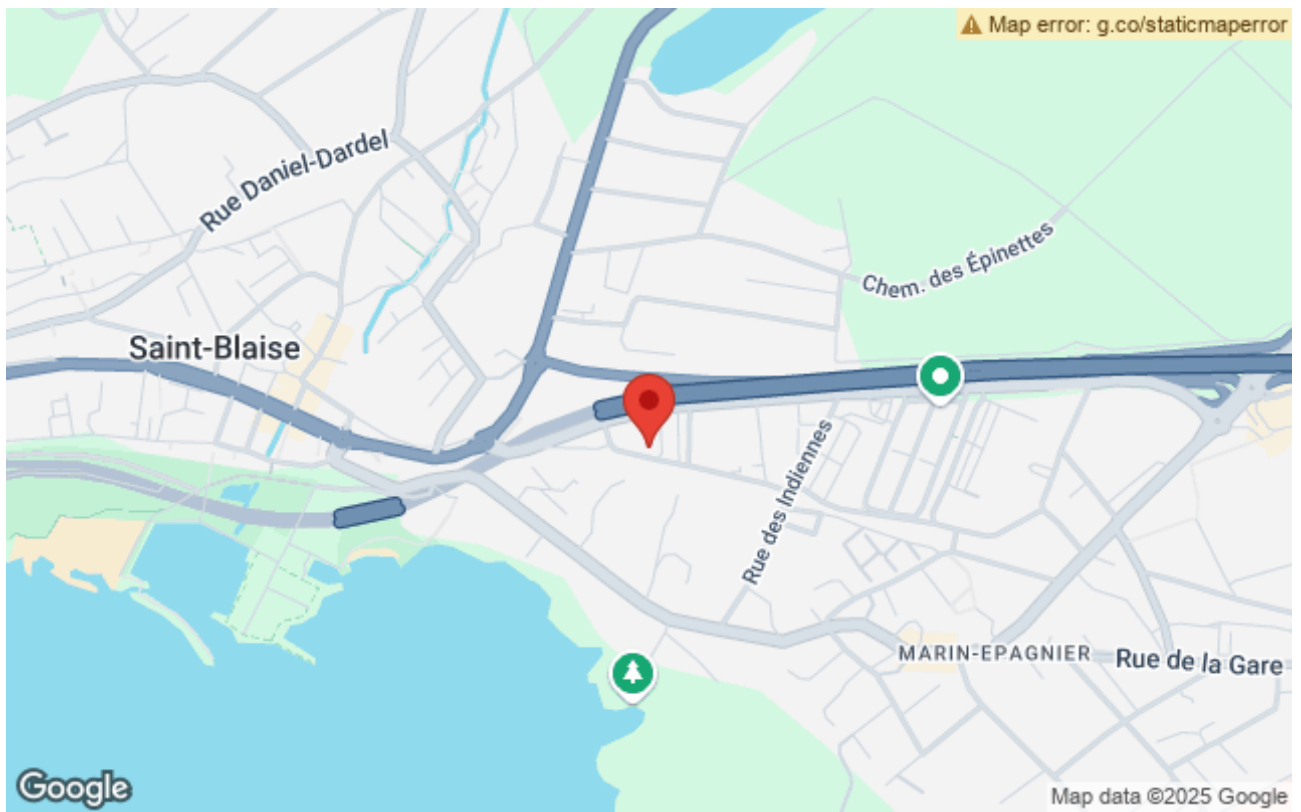 Map error: g.co/staticmaperror
Rue Daniel-Dardel
Chem. des Épinettes
Saint-Blaise
Rue des Indiennes
MARIN-EPAGNIER
Rue de la Gare
Google
Map data ©2025 Google